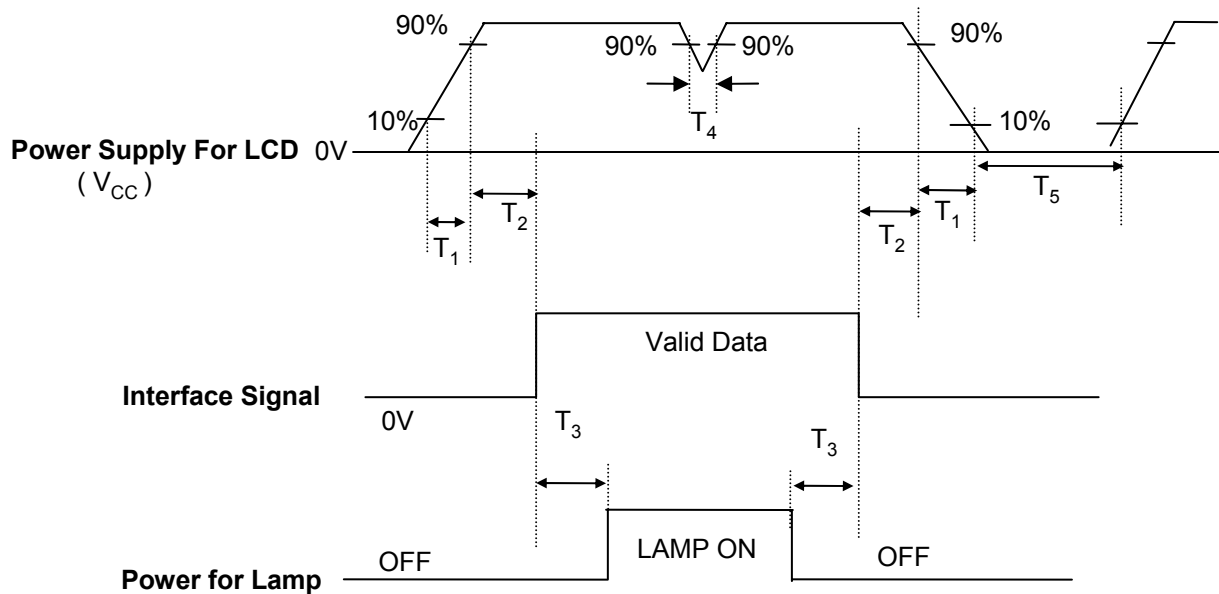 90%
90%
90%
90%
T4
10%
10%
Power Supply For LCD 0V
( VCC )
T2
T1
T2
T1
T5
Valid Data
Interface Signal
0V
T3
T3
OFF
LAMP ON
OFF
Power for Lamp